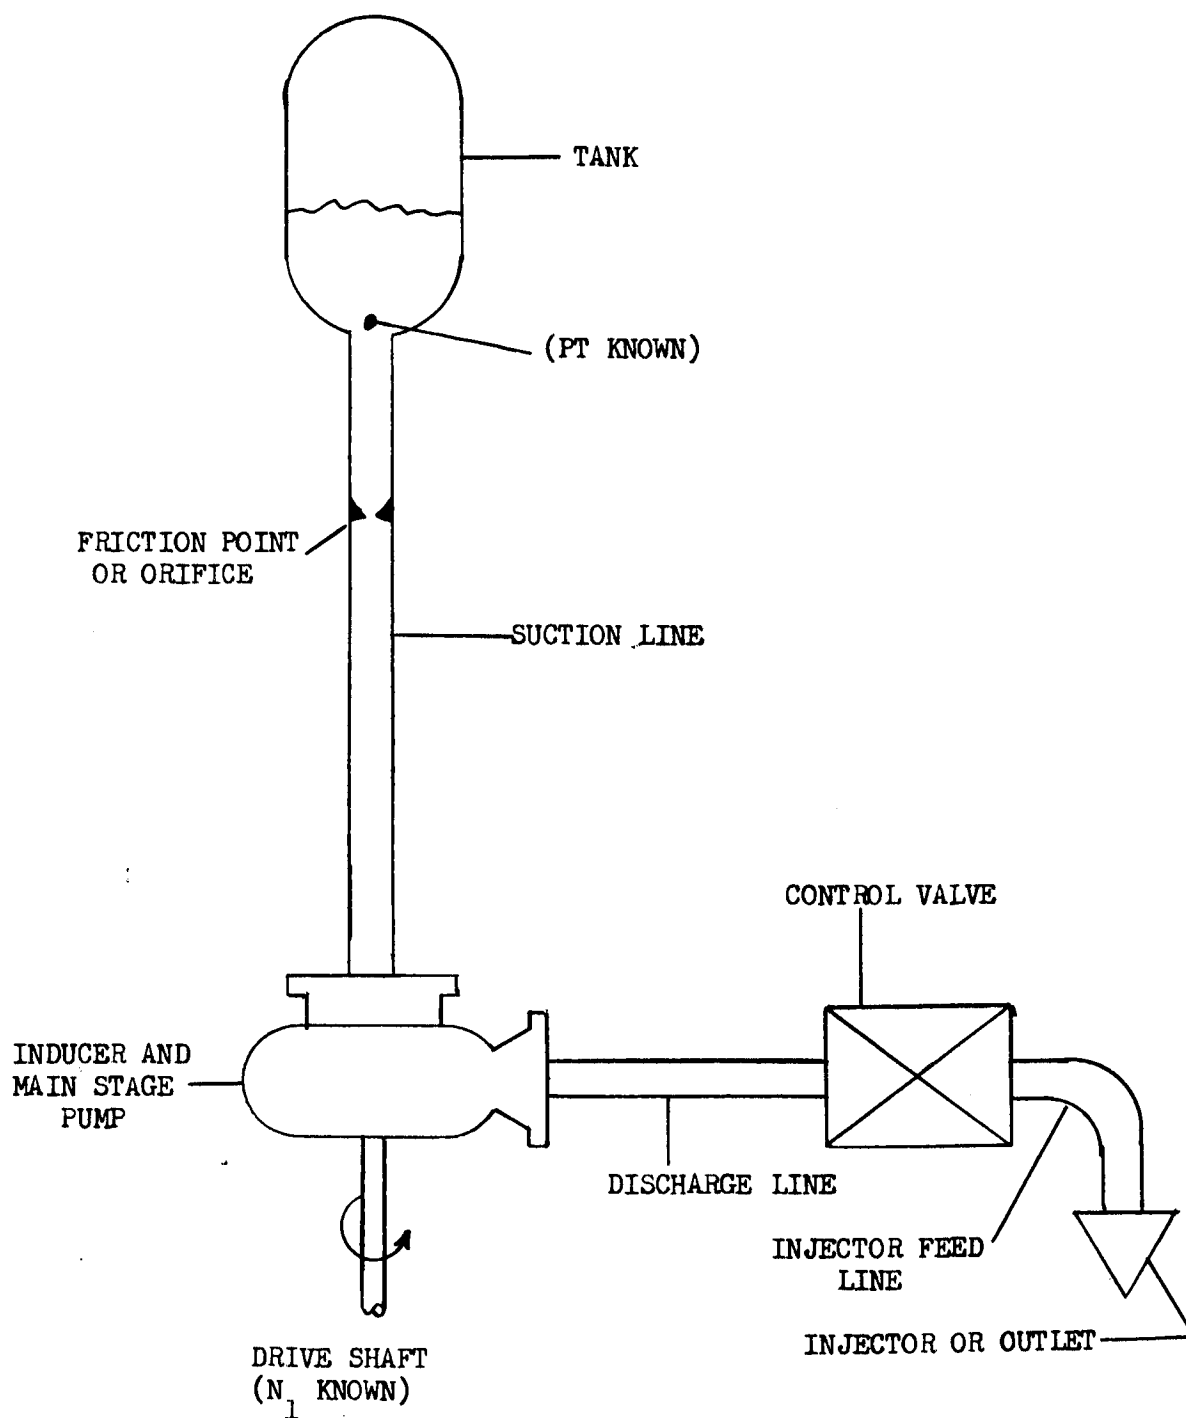 TANK
(PT KNOWN)
FRICTION POINT
OR ORIFICE
SUCTION LINE
CONTROL VALVE
INDUCER AND
MAIN STAGE
PUMP
DISCHARGE LINE
INJECTOR FEED
LINE
INJECTOR OR OUTLET
DRIVE SHAFT
(N1 KNOWN)